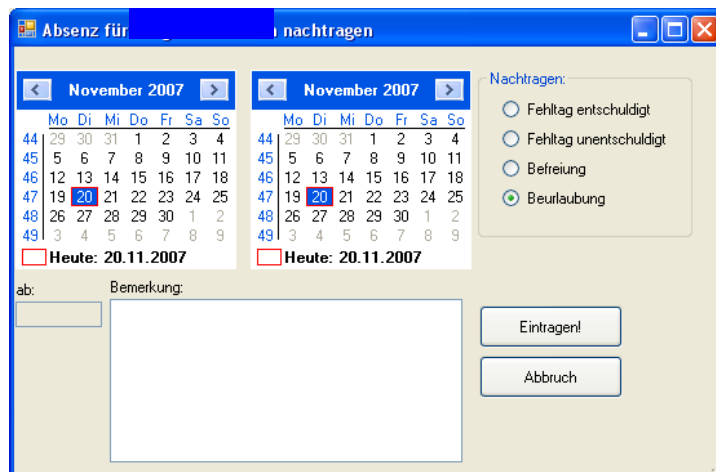 Absenz für nachtragen
November 2007
Mo Di Mi Do Fr Sa So
44 29 30 31 1 2 3 4
45 5 6 7 8 9 10 11
46 12 13 14 15 16 17 18
47 19 20 21 22 23 24 25
48 26 27 28 29 30 1 2
49 3 4 5 6 7 8 9
Heute: 20.11.2007
November 2007
Mo Di Mi Do Fr Sa So
44 29 30 31 1 2 3 4
45 5 6 7 8 9 10 11
46 12 13 14 15 16 17 18
47 19 20 21 22 23 24 25
48 26 27 28 29 30 1 2
49 3 4 5 6 7 8 9
Heute: 20.11.2007
Nachtragen:
Fehltag entschuldigt
Fehltag unentschuldigt
Befreiung
Beurlaubung
ab:
Bemerkung:
Eintragen!
Abbruch